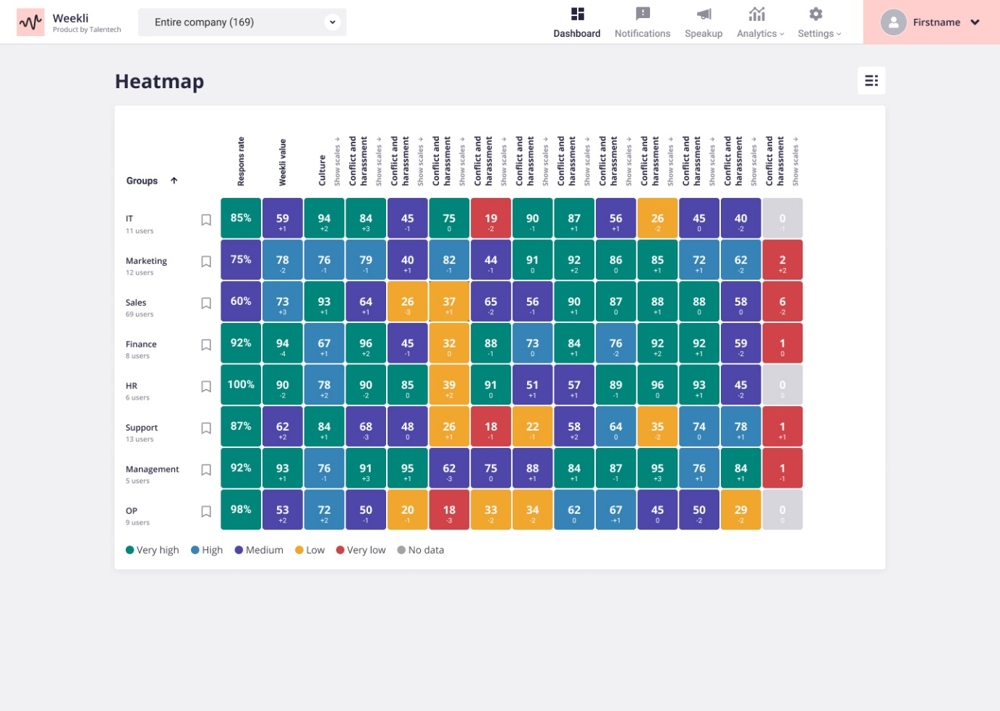 Weekli
Product by Talentech
Entire company (169)
Dashboard
Notifications
Speakup
Analytics
Settings
Firstname
Heatmap
Groups
Respons rate
Weekli value
Culture
Show scales
Conflict and harassment
Show scales
Conflict and harassment
Show scales
Conflict and harassment
Show scales
Conflict and harassment
Show scales
Conflict and harassment
Show scales
Conflict and harassment
Show scales
Conflict and harassment
Show scales
Conflict and harassment
Show scales
Conflict and harassment
Show scales
Conflict and harassment
Show scales
Conflict and harassment
Show scales
IT 85% 59 94 84 45 75 19 90 87 56 26 45 40 0
11 users +1 +2 +3 -1 0 -2 -1 +1 +1 -2 0 -2 -1
Marketing 75% 78 76 79 40 82 44 91 92 86 85 72 62 2
12 users -2 -1 -1 +1 -1 -1 0 +2 0 +1 +1 -2 +2
Sales 60% 73 93 64 26 37 65 56 90 87 88 88 58 6
69 users +3 +1 +1 -3 +1 -2 -1 +1 0 +1 0 0 -2
Finance 92% 94 67 96 45 32 88 73 84 76 92 92 59 1
8 users -4 +1 +2 -1 0 -1 0 +1 -2 +2 +1 -2 0
HR 100% 90 78 90 85 39 91 51 57 89 96 93 45 0
6 users -2 +2 -2 0 +2 0 +1 +1 -1 0 +1 -2 0
Support 87% 62 84 68 48 26 18 22 58 64 35 74 78 1
13 users +2 +1 -3 0 +1 -1 -1 +2 0 -2 0 +1 +1
Management 92% 93 76 91 95 62 75 88 84 87 95 76 84 1
5 users +1 -1 +3 +1 -3 0 +1 +1 -1 +3 +1 +1 -1
OP 98% 53 72 50 20 18 33 34 62 67 45 50 29 0
9 users +2 +2 -1 -1 -3 -2 -2 0 -+1 0 -2 -2 0
Very high High Medium Low Very low No data